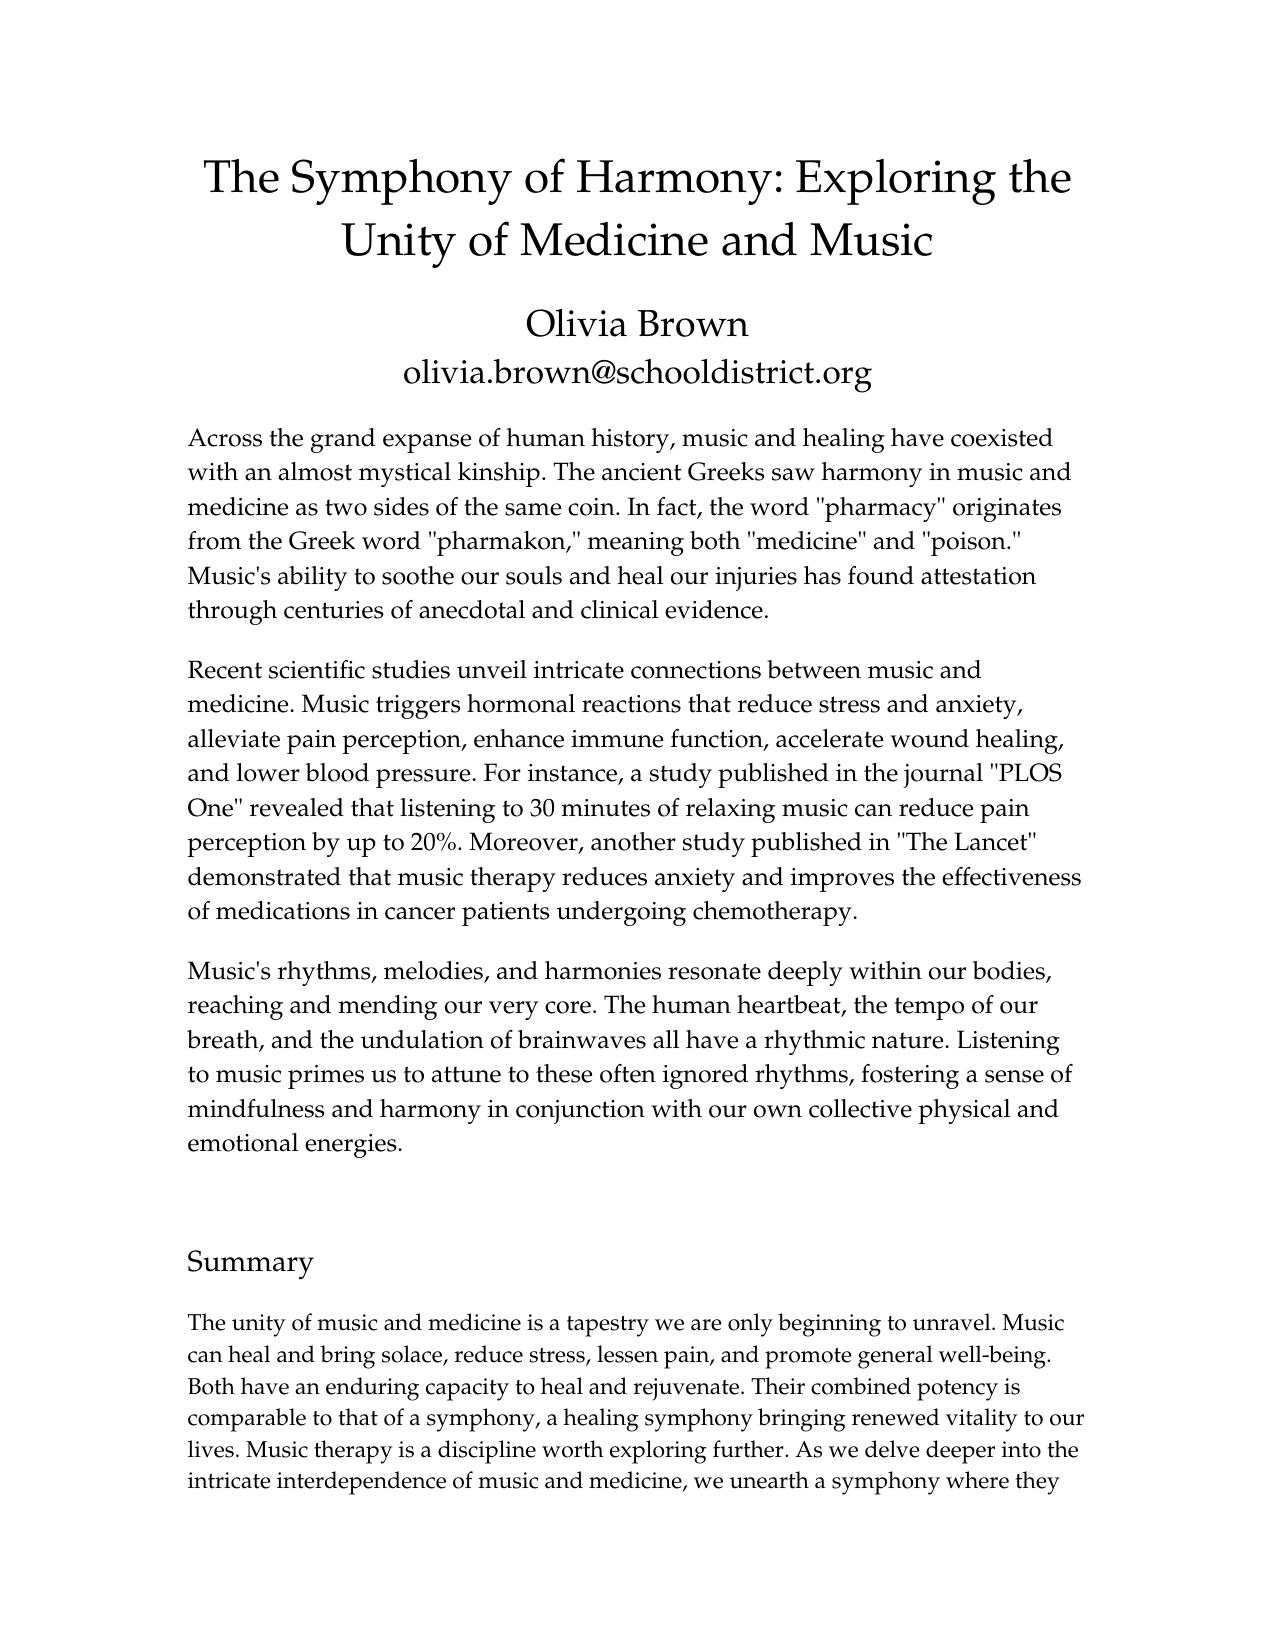 The Symphony of Harmony: Exploring the
Unity of Medicine and Music
Olivia Brown
olivia.brown@schooldistrict.org
Across the grand expanse of human history, music and healing have coexisted
with an almost mystical kinship. The ancient Greeks saw harmony in music and
medicine as two sides of the same coin. In fact, the word "pharmacy" originates
from the Greek word "pharmakon," meaning both "medicine" and "poison."
Music's ability to soothe our souls and heal our injuries has found attestation
through centuries of anecdotal and clinical evidence.
Recent scientific studies unveil intricate connections between music and
medicine. Music triggers hormonal reactions that reduce stress and anxiety,
alleviate pain perception, enhance immune function, accelerate wound healing,
and lower blood pressure. For instance, a study published in the journal "PLOS
One" revealed that listening to 30 minutes of relaxing music can reduce pain
perception by up to 20%. Moreover, another study published in "The Lancet"
demonstrated that music therapy reduces anxiety and improves the effectiveness
of medications in cancer patients undergoing chemotherapy.
Music's rhythms, melodies, and harmonies resonate deeply within our bodies,
reaching and mending our very core. The human heartbeat, the tempo of our
breath, and the undulation of brainwaves all have a rhythmic nature. Listening
to music primes us to attune to these often ignored rhythms, fostering a sense of
mindfulness and harmony in conjunction with our own collective physical and
emotional energies.
Summary
The unity of music and medicine is a tapestry we are only beginning to unravel. Music
can heal and bring solace, reduce stress, lessen pain, and promote general well-being.
Both have an enduring capacity to heal and rejuvenate. Their combined potency is
comparable to that of a symphony, a healing symphony bringing renewed vitality to our
lives. Music therapy is a discipline worth exploring further. As we delve deeper into the
intricate interdependence of music and medicine, we unearth a symphony where they